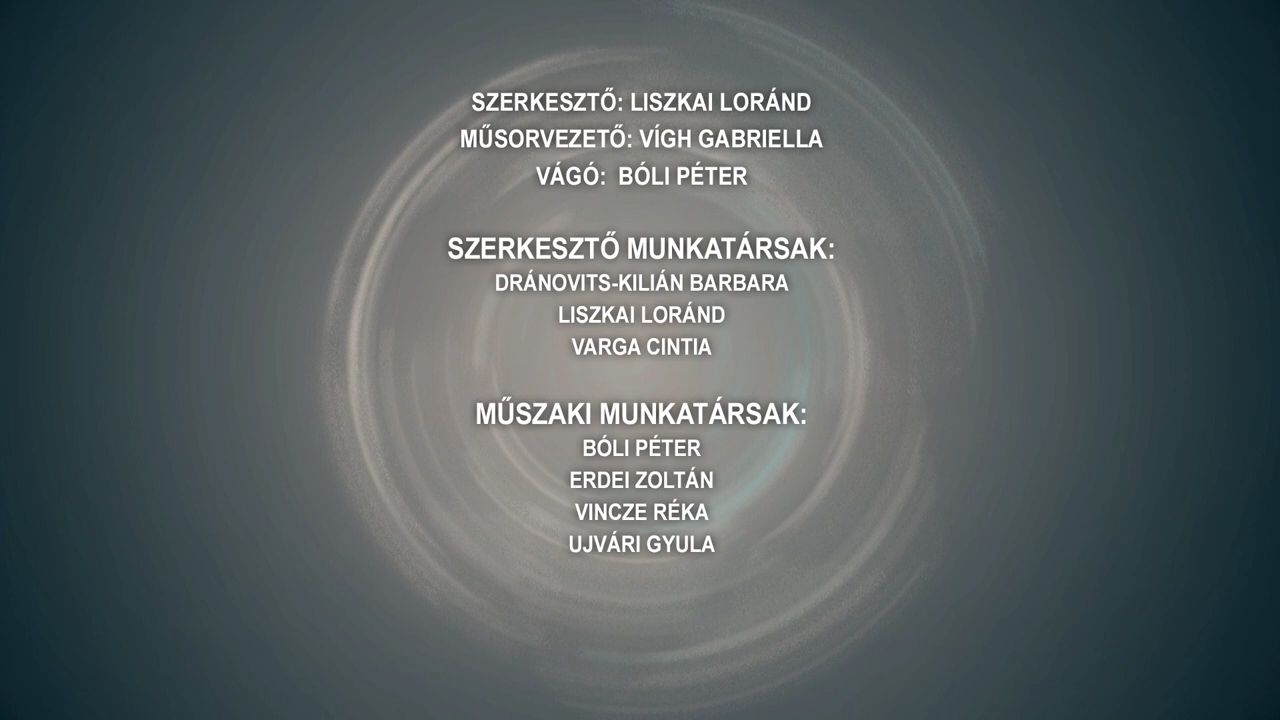 SZERKESZTŐ: LISZKAI LORÁND
MŰSORVEZETŐ: VÍGH GABRIELLA
VÁGÓ:  BÓLI PÉTER
SZERKESZTŐ MUNKATÁRSAK:
DRÁNOVITS-KILIÁN BARBARA
LISZKAI LORÁND
VARGA CINTIA
MŰSZAKI MUNKATÁRSAK:
BÓLI PÉTER
ERDEI ZOLTÁN
VINCZE RÉKA
UJVÁRI GYULA